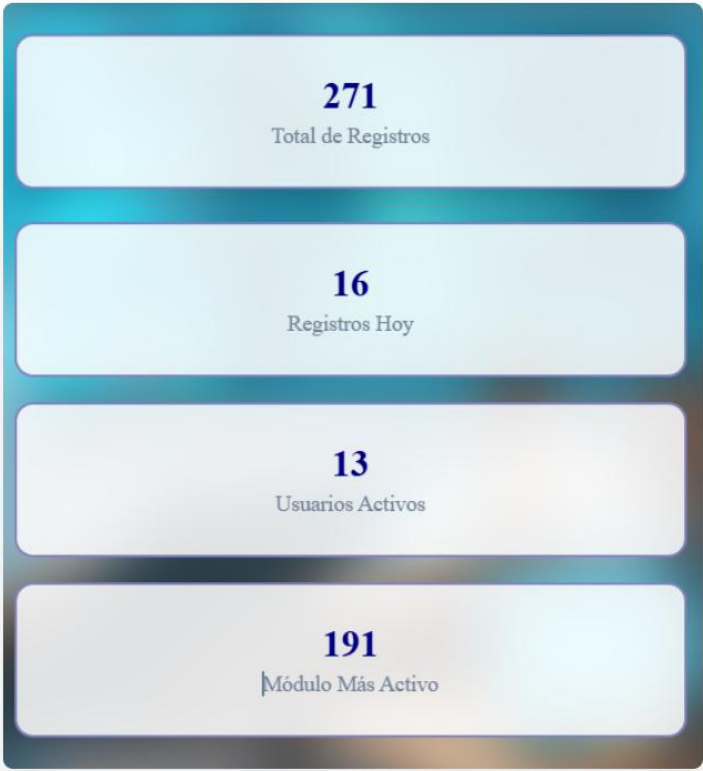 271
Total de Registros
16
Registros Hoy
13
Usuarios Activos
191
Módulo Más Activo